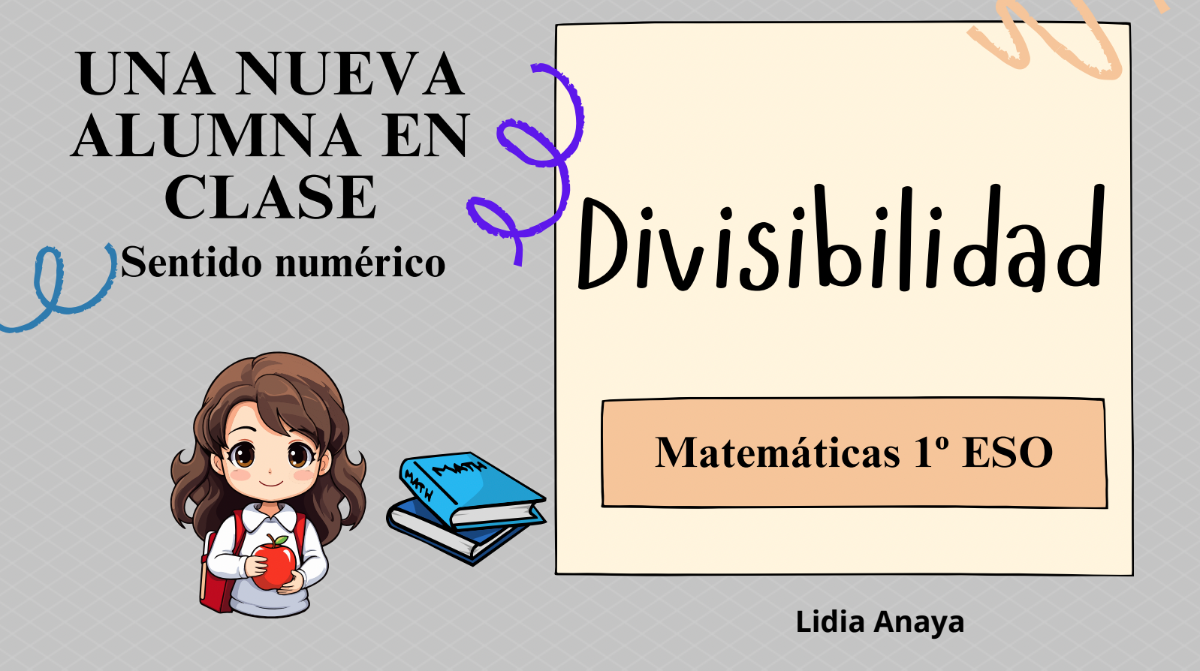 UNA NUEVA
ALUMNA EN
CLASE
Sentido numérico
MATH
MATH
Divisibilidad
Matemáticas 1º ESO
Lidia Anaya